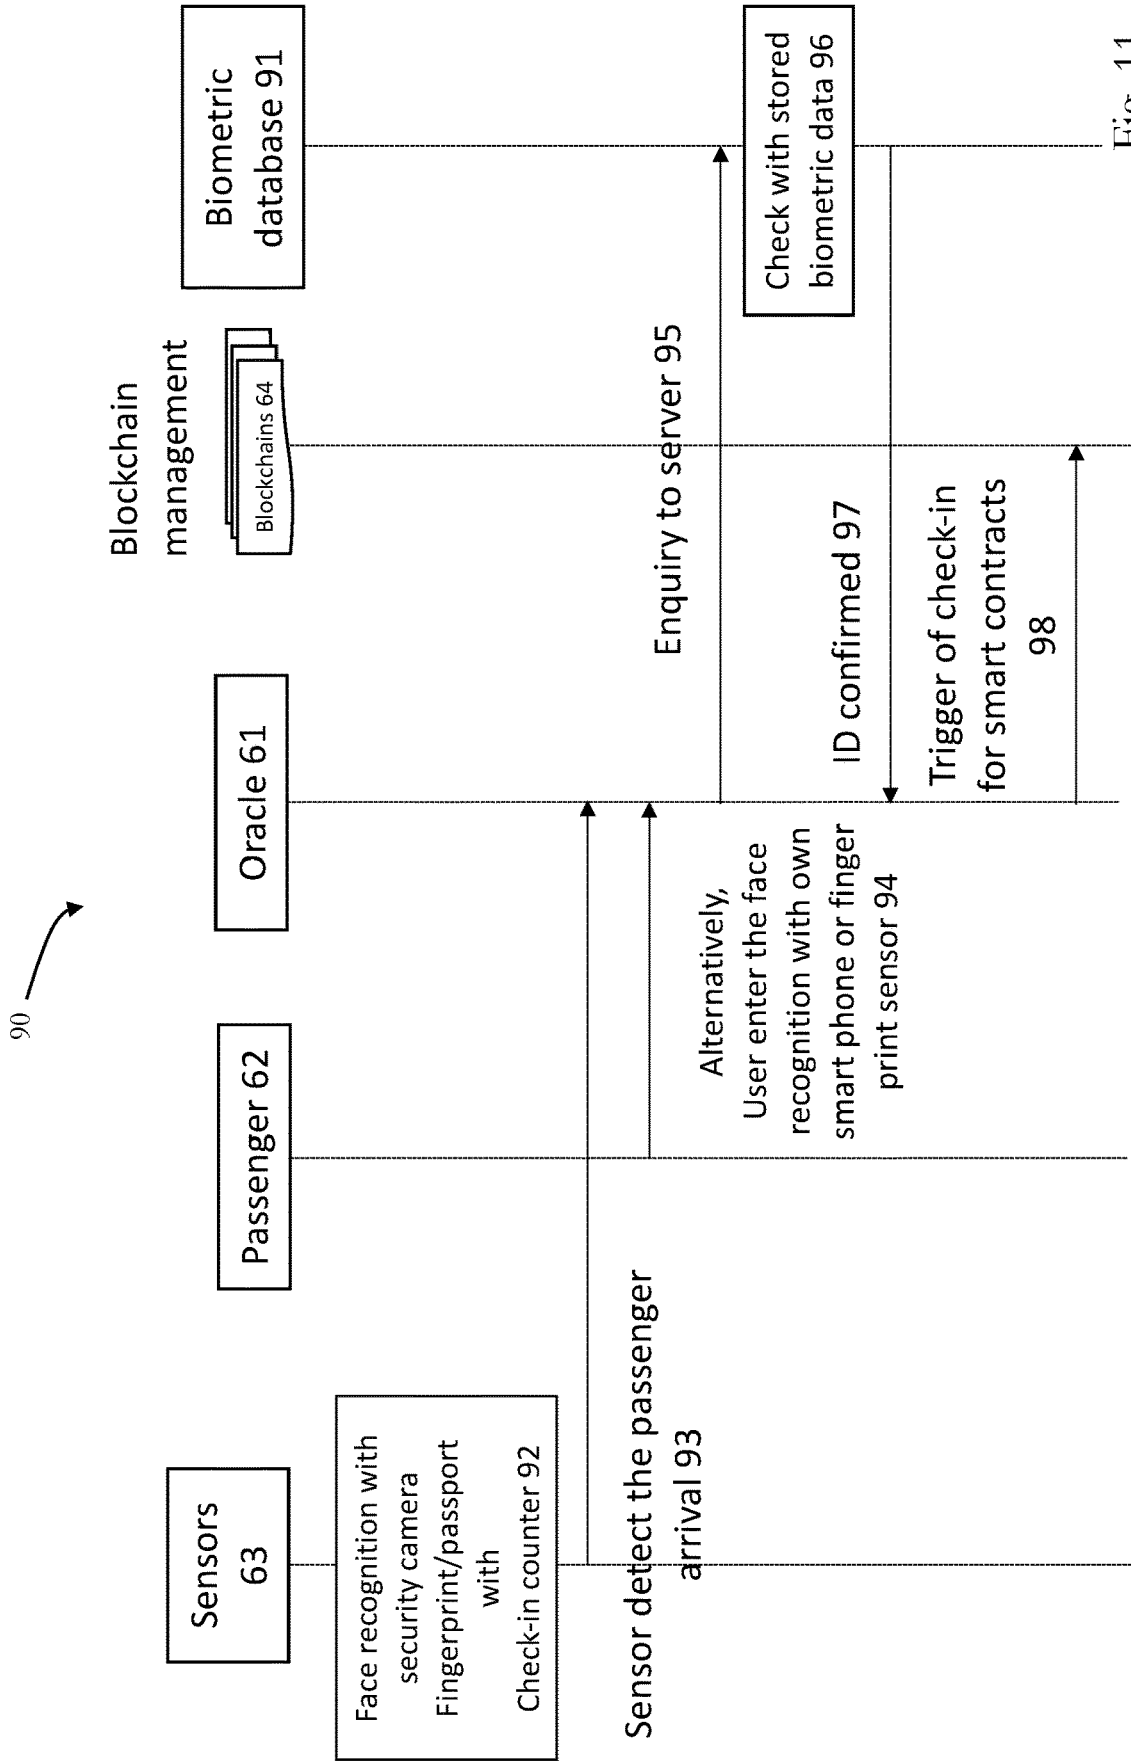 90
Sensors
63
Passenger 62
Oracle 61
Blockchain
management
Blockchains 64
Biometric
database 91
Face recognition with
security camera
Fingerprint/passport
with
Check-in counter 92
Sensor detect the passenger
arrival 93
Alternatively,
User enter the face
recognition with own
smart phone or finger
print sensor 94
Enquiry to server 95
Check with stored
biometric data 96
ID confirmed 97
Trigger of check-in
for smart contracts
98
Fig. 11